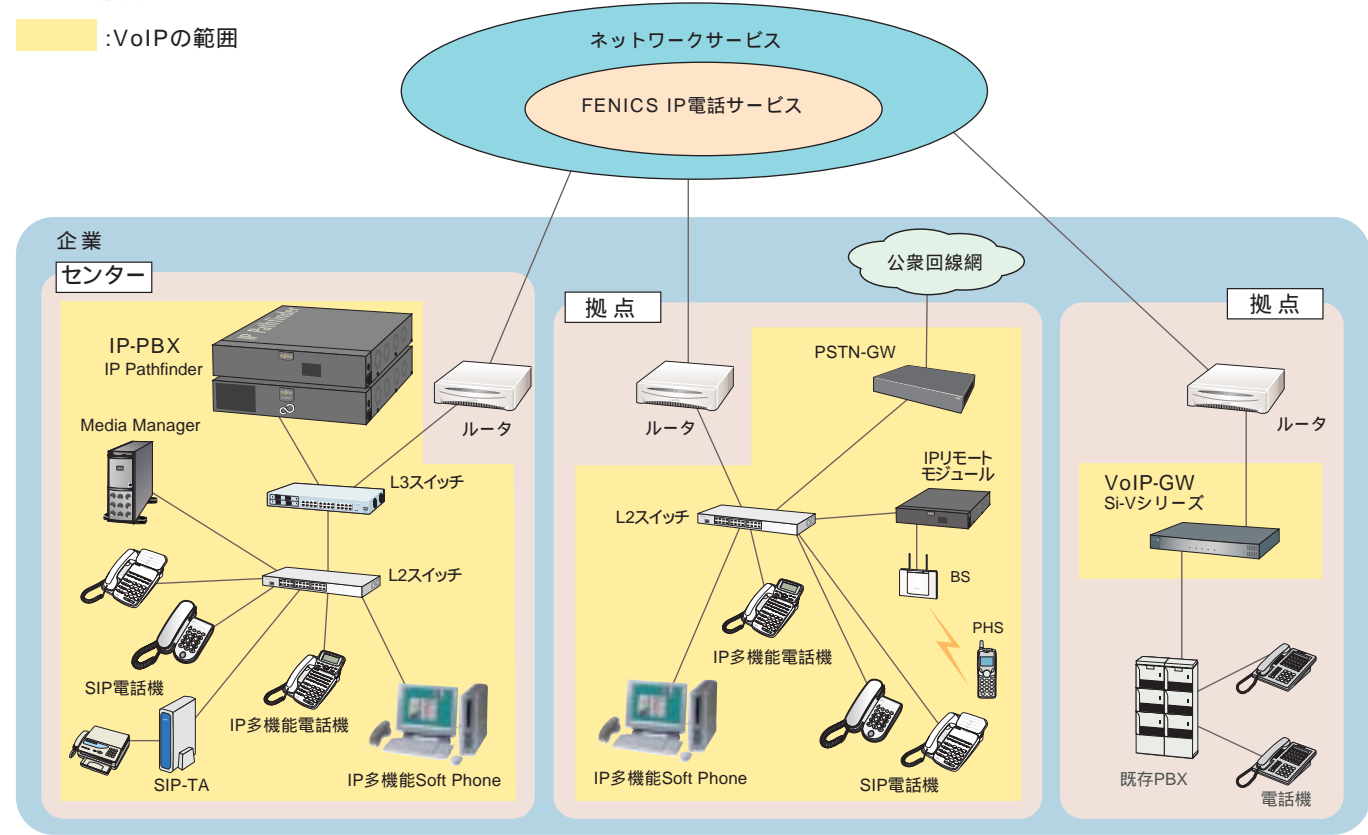 :VoIPの範囲
ネットワークサービス
FENICS IP電話サービス
企業
センター
IP-PBX
IP Pathfinder
IP Pathfinder
ルータ
Media Manager
L3スイッチ
L2スイッチ
SIP電話機
IP多機能電話機
SIP-TA
IP多機能Soft Phone
拠点
公衆回線網
PSTN-GW
ルータ
IPリモート
モジュール
L2スイッチ
BS
PHS
IP多機能電話機
IP多機能Soft Phone
SIP電話機
拠点
ルータ
VoIP-GW
Si-Vシリーズ
既存PBX
電話機